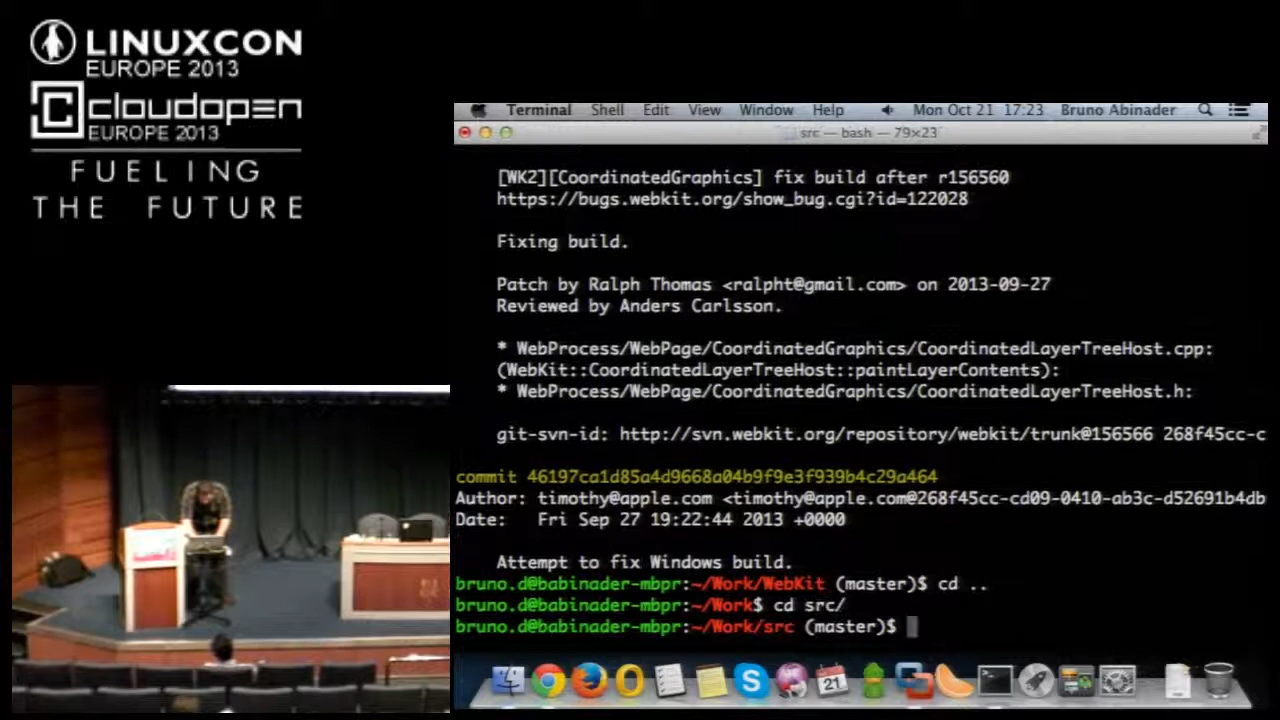 LINUXCON
EUROPE 2013
cloudopen
EUROPE 2013
FUELING
THE FUTURE
Terminal Shell Edit View Window Help Mon Oct 21 17:23 Bruno Abinader
src — bash — 79×23
[WK2][CoordinatedGraphics] fix build after r156560
https://bugs.webkit.org/show_bug.cgi?id=122028
Fixing build.
Patch by Ralph Thomas <ralpht@gmail.com> on 2013-09-27
Reviewed by Anders Carlsson.
* WebProcess/WebPage/CoordinatedGraphics/CoordinatedLayerTreeHost.cpp:
(WebKit::CoordinatedLayerTreeHost::paintLayerContents):
* WebProcess/WebPage/CoordinatedGraphics/CoordinatedLayerTreeHost.h:
git-svn-id: http://svn.webkit.org/repository/webkit/trunk@156566 268f45cc-c
commit 46197ca1d85a4d9668a04b9f9e3f939b4c29a464
Author: timothy@apple.com <timothy@apple.com@268f45cc-cd09-0410-ab3c-d52691b4db
Date: Fri Sep 27 19:22:44 2013 +0000
Attempt to fix Windows build.
bruno.d@babinader-mbpr:~/Work/WebKit (master)$ cd ..
bruno.d@babinader-mbpr:~/Work$ cd src/
bruno.d@babinader-mbpr:~/Work/src (master)$
21